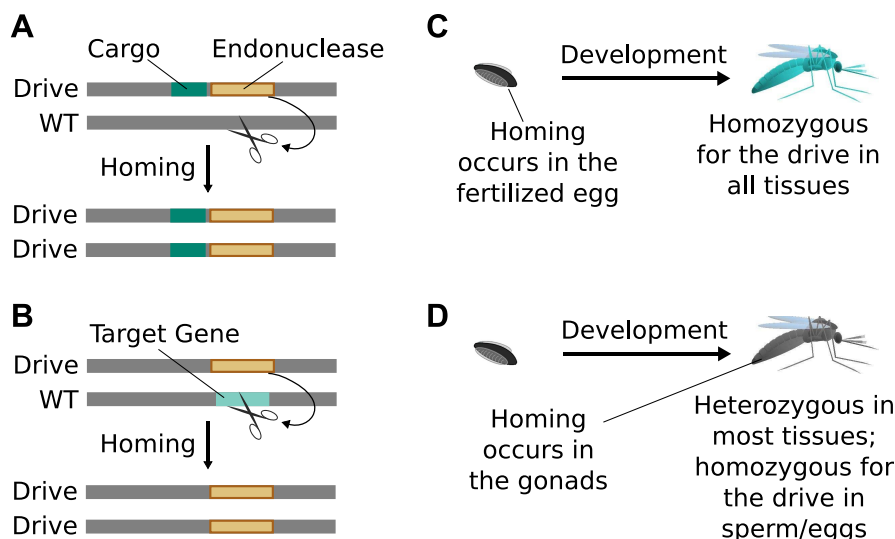 A
Cargo
Endonuclease
Drive
WT
Homing
Drive
Drive
B
Target Gene
Drive
WT
Homing
Drive
Drive
C
Development
Homing
occurs in the
fertilized egg
Homozygous
for the drive in
all tissues
D
Development
Homing
occurs in
the gonads
Heterozygous in
most tissues;
homozygous for
the drive in
sperm/eggs